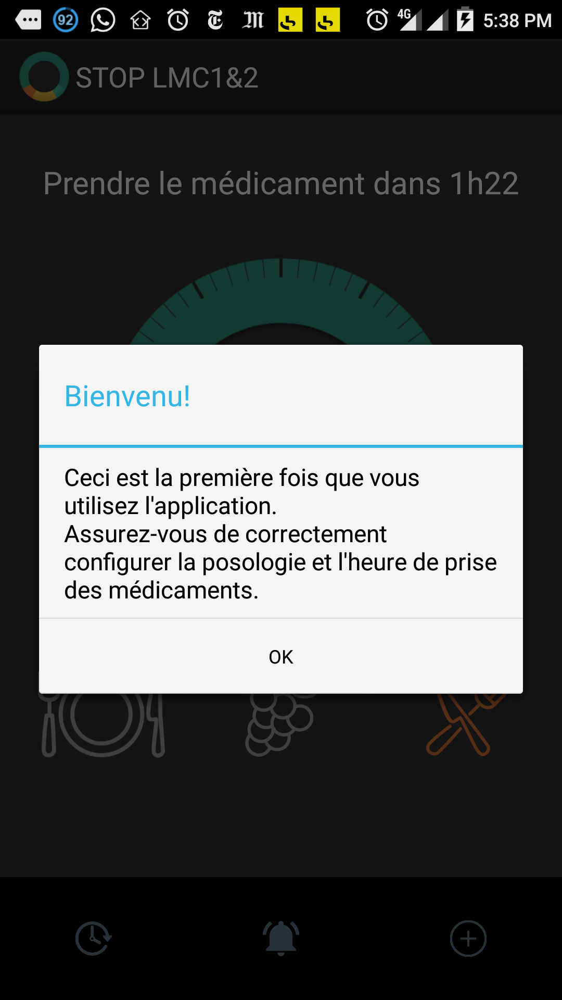 92
4G
5:38 PM
STOP LMC1&2
Prendre le médicament dans 1h22
Bienvenu!
Ceci est la première fois que vous
utilisez l'application.
Assurez-vous de correctement
configurer la posologie et l'heure de prise
des médicaments.
OK